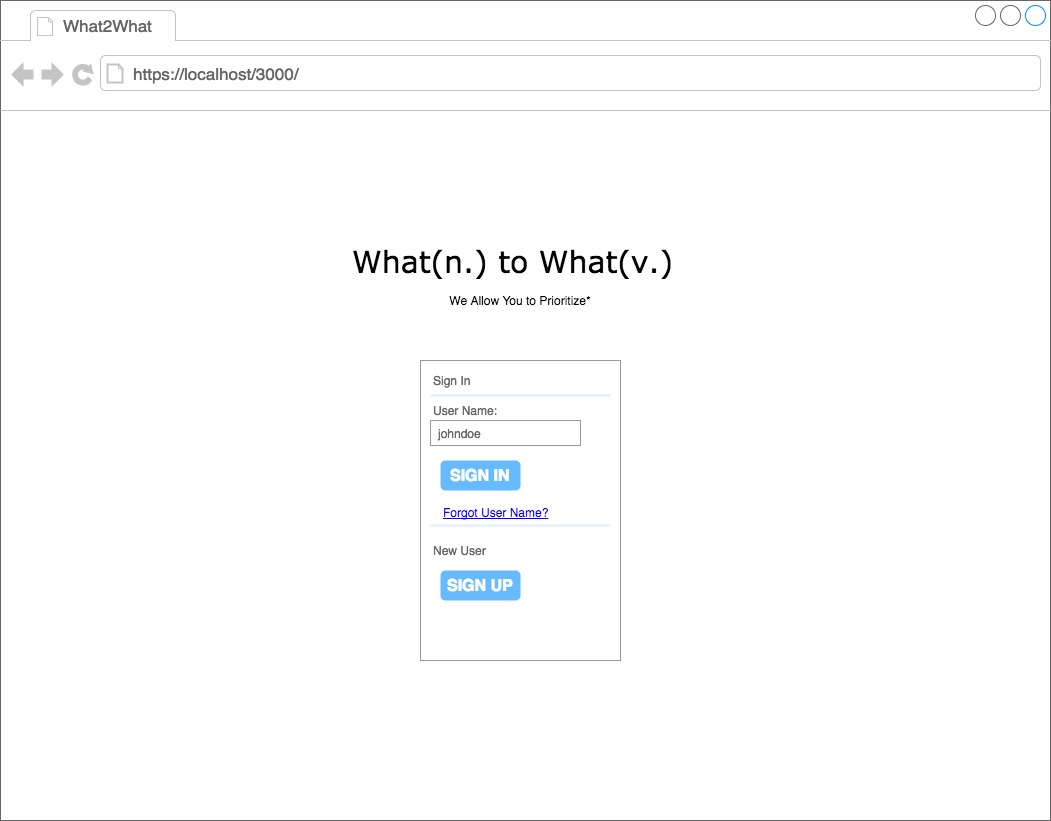 What2What
https://localhost/3000/
What(n.) to What(v.)
We Allow You to Prioritize*
Sign In
User Name:
johndoe
SIGN IN
Forgot User Name?
New User
SIGN UP